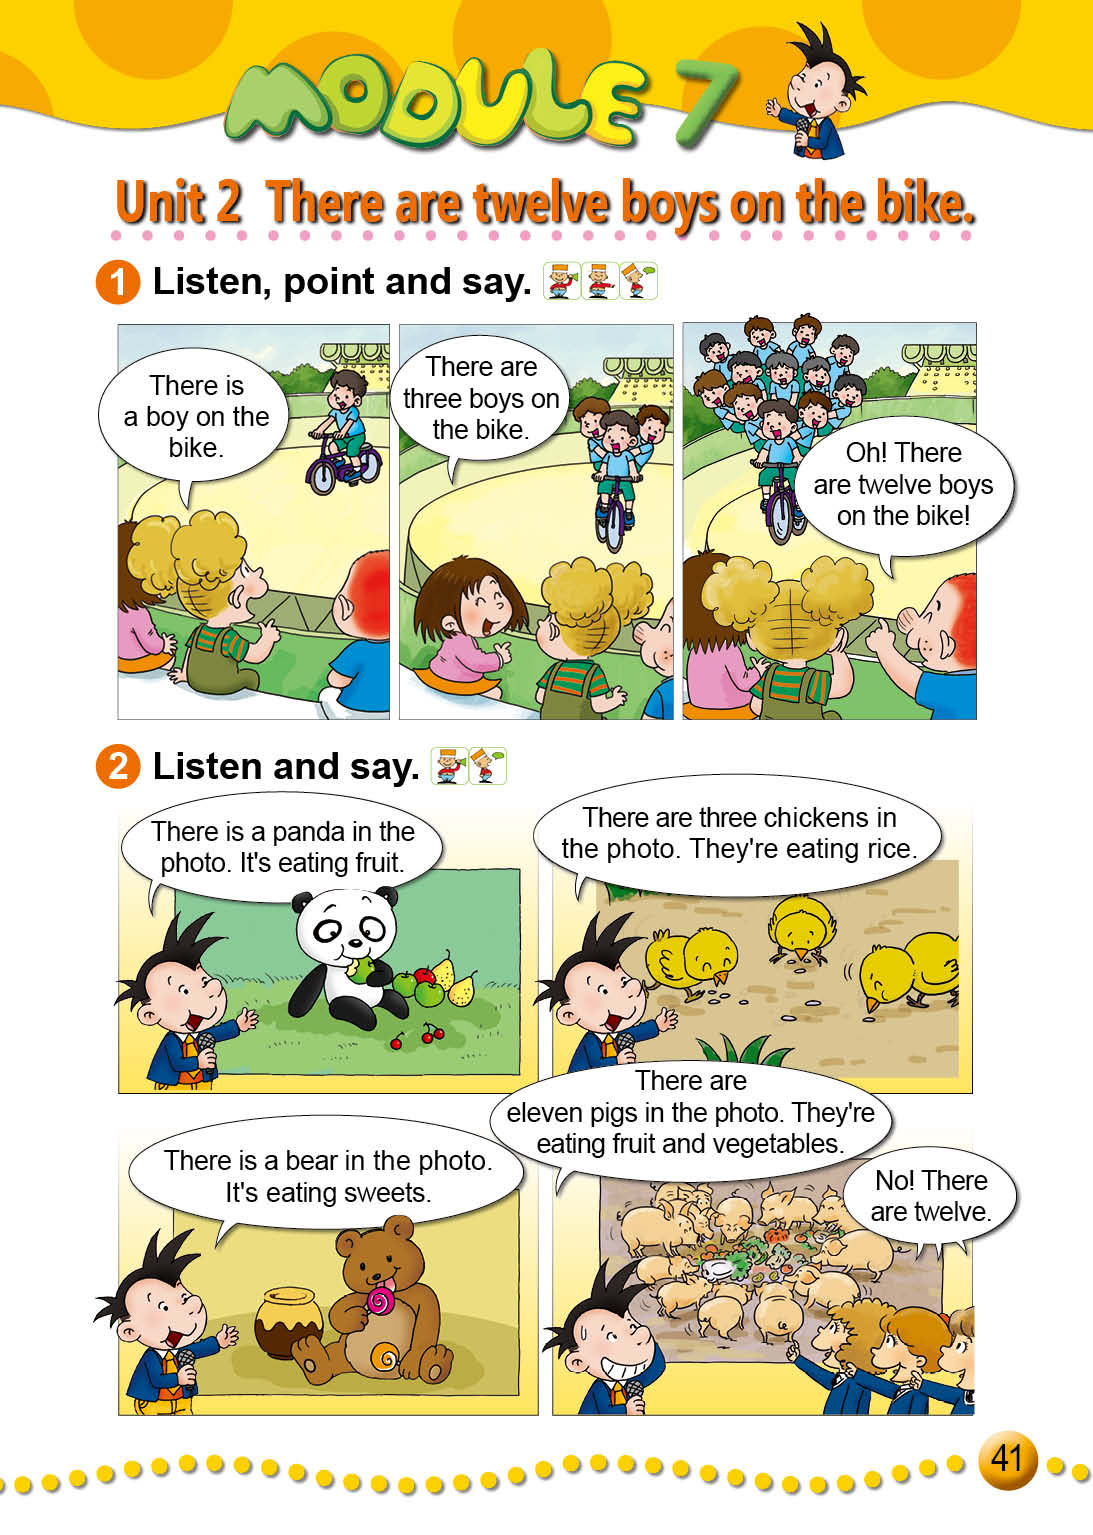 MODULE 7
Unit 2 There are twelve boys on the bike.
1 Listen, point and say.
There is
a boy on the
bike.
There are
three boys on
the bike.
Oh! There
are twelve boys
on the bike!
2 Listen and say.
There is a panda in the
photo. It's eating fruit.
There are three chickens in
the photo. They're eating rice.
There is a bear in the photo.
It's eating sweets.
There are
eleven pigs in the photo. They're
eating fruit and vegetables.
No! There
are twelve.
41